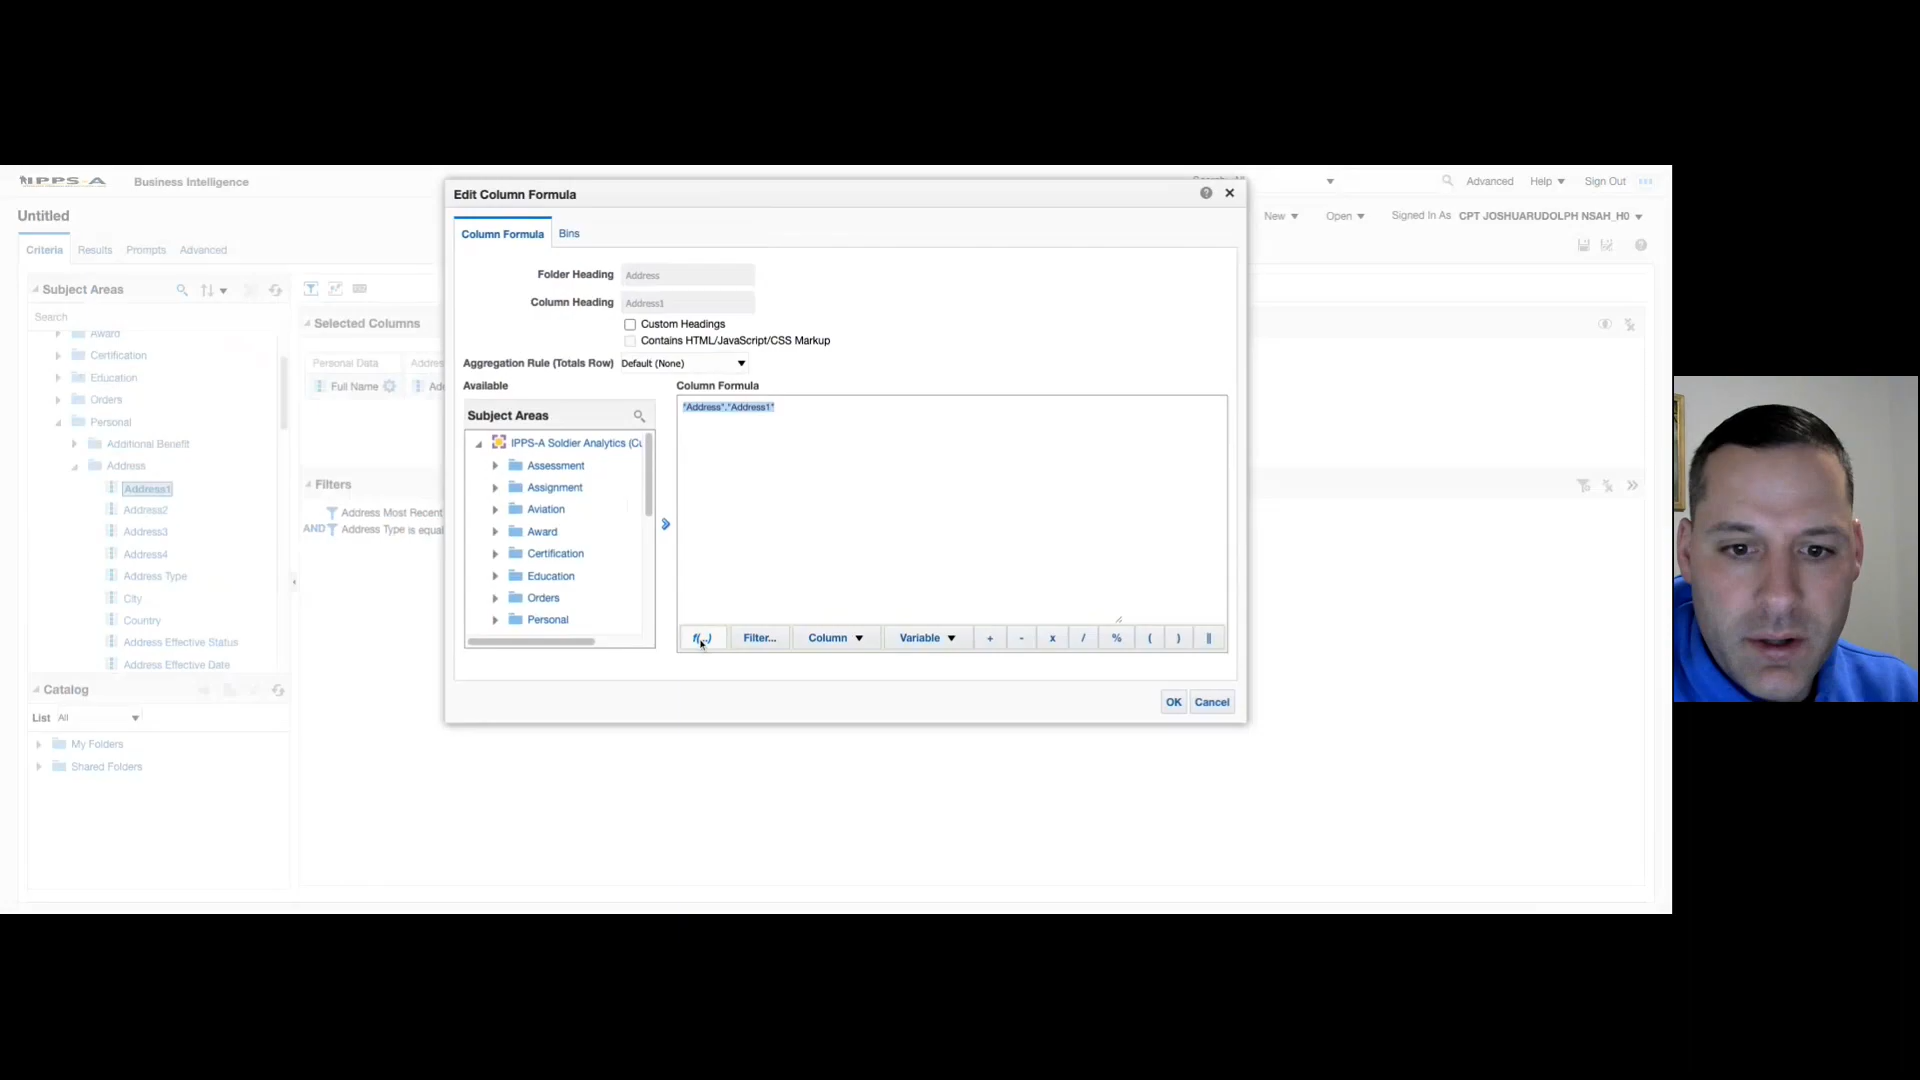 IPPS-A
Business Intelligence
Advanced
Help
Sign Out
Untitled
New
Open
Signed In As
CPT JOSHUARUDOLPH NSAH_H0
Criteria
Results
Prompts
Advanced
Subject Areas
Search
Award
Certification
Education
Orders
Personal
Additional Benefit
Address
Address1
Address2
Address3
Address4
Address Type
City
Country
Address Effective Status
Address Effective Date
Catalog
List
All
My Folders
Shared Folders
Selected Columns
Personal Data
Full Name
Filters
Address Most Recent
AND
Address Type is equal
Edit Column Formula
Column Formula
Bins
Folder Heading
Address
Column Heading
Address1
Custom Headings
Contains HTML/JavaScript/CSS Markup
Aggregation Rule (Totals Row)
Default (None)
Available
Subject Areas
IPPS-A Soldier Analytics (Cu
Assessment
Assignment
Aviation
Award
Certification
Education
Orders
Personal
Column Formula
"Address"."Address1"
f(...)
Filter...
Column
Variable
+
-
x
/
%
(
)
||
OK
Cancel